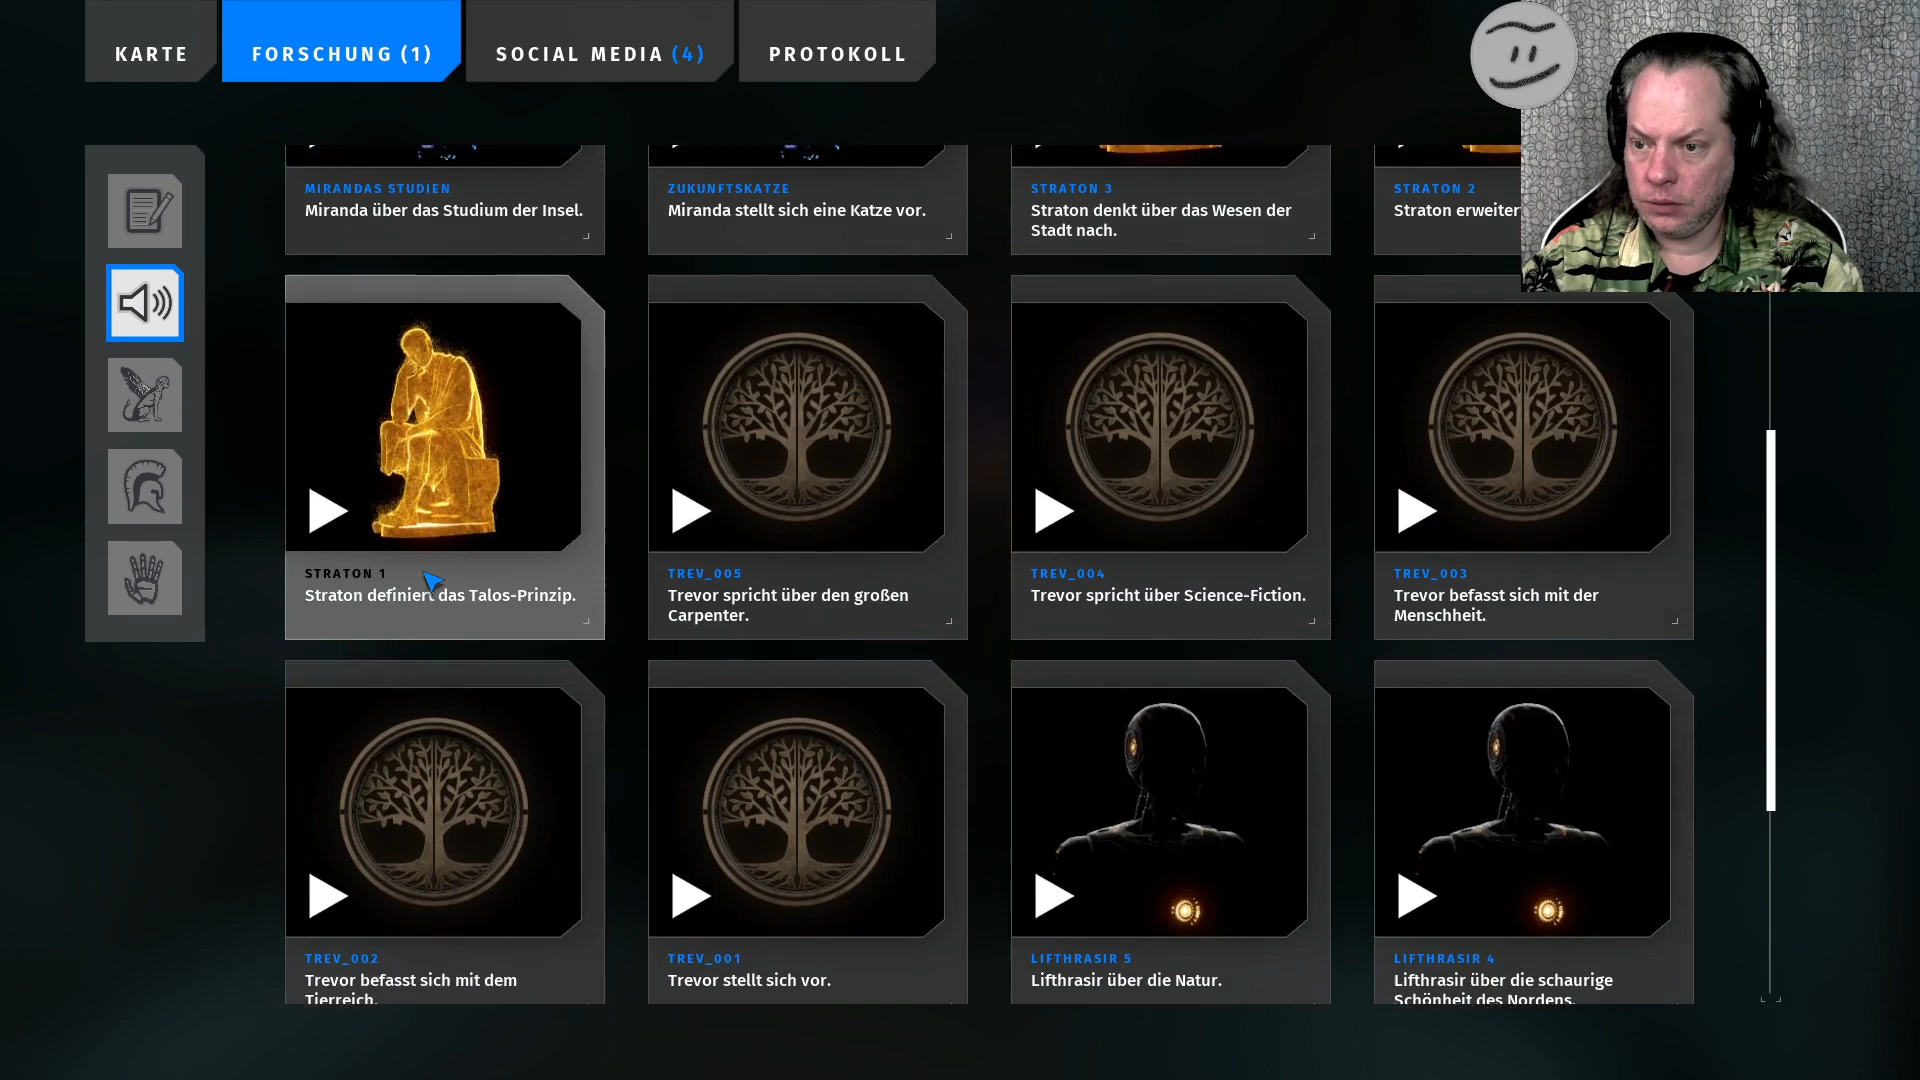 KARTE
FORSCHUNG (1)
SOCIAL MEDIA (4)
PROTOKOLL
MIRANDAS STUDIEN
Miranda über das Studium der Insel.
ZUKUNFTSKATZE
Miranda stellt sich eine Katze vor.
STRATON 3
Straton denkt über das Wesen der
Stadt nach.
STRATON 2
Straton erweiter
STRATON 1
Straton definiert das Talos-Prinzip.
TREV_005
Trevor spricht über den großen
Carpenter.
TREV_004
Trevor spricht über Science-Fiction.
TREV_003
Trevor befasst sich mit der
Menschheit.
TREV_002
Trevor befasst sich mit dem
Tierreich.
TREV_001
Trevor stellt sich vor.
LIFTHRASIR 5
Lifthrasir über die Natur.
LIFTHRASIR 4
Lifthrasir über die schaurige
Schönheit des Nordens.